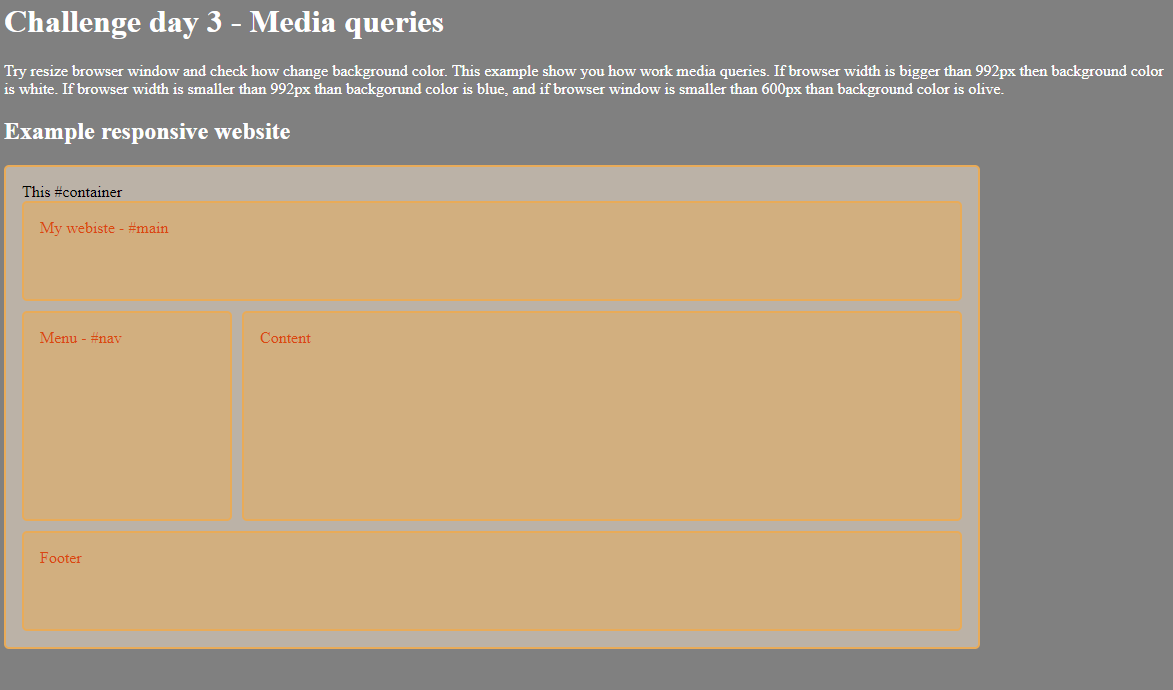 Challenge day 3 - Media queries
Try resize browser window and check how change background color. This example show you how work media queries. If browser width is bigger than 992px then background color
is white. If browser width is smaller than 992px than backgorund color is blue, and if browser window is smaller than 600px than background color is olive.
Example responsive website
This #container
My webiste - #main
Menu - #nav
Content
Footer